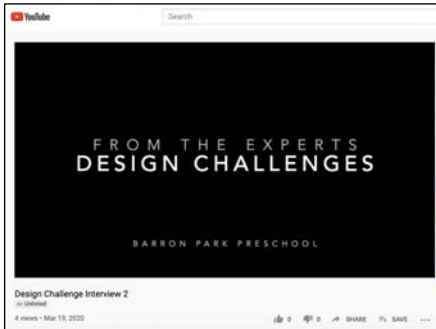 YouTube
Search
FROM THE EXPERTS
DESIGN CHALLENGES
BARRON PARK PRESCHOOL
Design Challenge Interview 2
Unlisted
4 views • Mar 19, 2020
0 0 SHARE SAVE ...